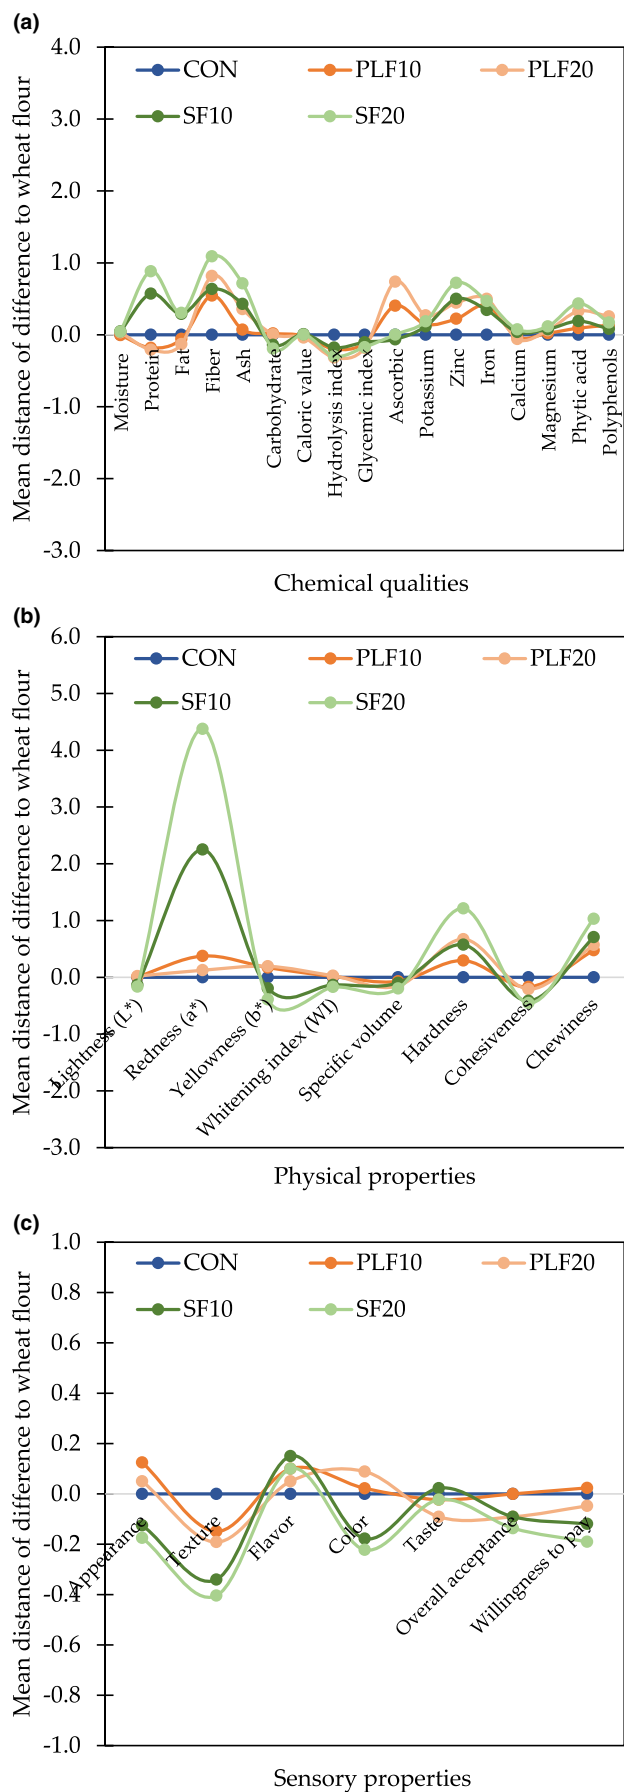 (a)
Mean distance of difference to wheat flour
4.0
3.0
2.0
1.0
0.0
-1.0
-2.0
-3.0
CON
PLF10
PLF20
SF10
SF20
Moisture
Protein
Fat
Fiber
Ash
Carbohydrate
Caloric value
Hydrolysis index
Glycemic index
Ascorbic
Potassium
Zinc
Iron
Calcium
Magnesium
Phytic acid
Polyphenols
Chemical qualities
(b)
Mean distance of difference to wheat flour
6.0
5.0
4.0
3.0
2.0
1.0
0.0
-1.0
-2.0
-3.0
CON
PLF10
PLF20
SF10
SF20
Lightness (L*)
Redness (a*)
Yellowness (b*)
Whitening index (WI)
Specific volume
Hardness
Cohesiveness
Chewiness
Physical properties
(c)
Mean distance of difference to wheat flour
1.0
0.8
0.6
0.4
0.2
0.0
-0.2
-0.4
-0.6
-0.8
-1.0
CON
PLF10
PLF20
SF10
SF20
Appearance
Texture
Flavor
Color
Taste
Overall acceptance
Willingness to pay
Sensory properties